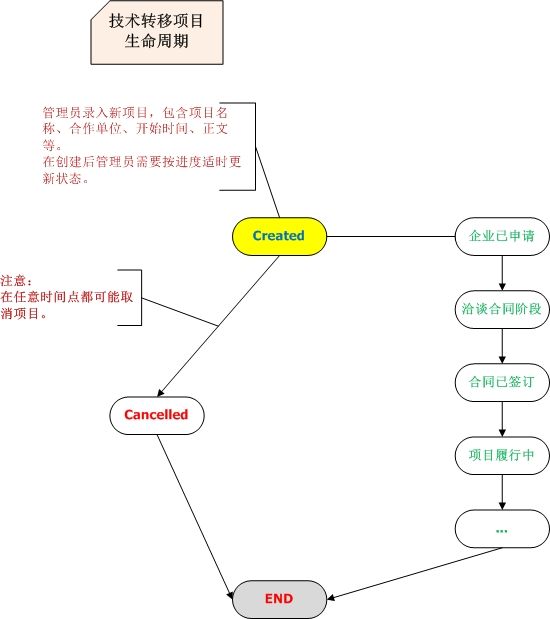 技术转移项目
生命周期
管理员录入新项目，包含项目名
称、合作单位、开始时间、正文
等。
在创建后管理员需要按进度适时更
新状态。
Created
企业已申请
注意：
在任意时间点都可能取
消项目。
洽谈合同阶段
合同已签订
Cancelled
项目履行中
...
END